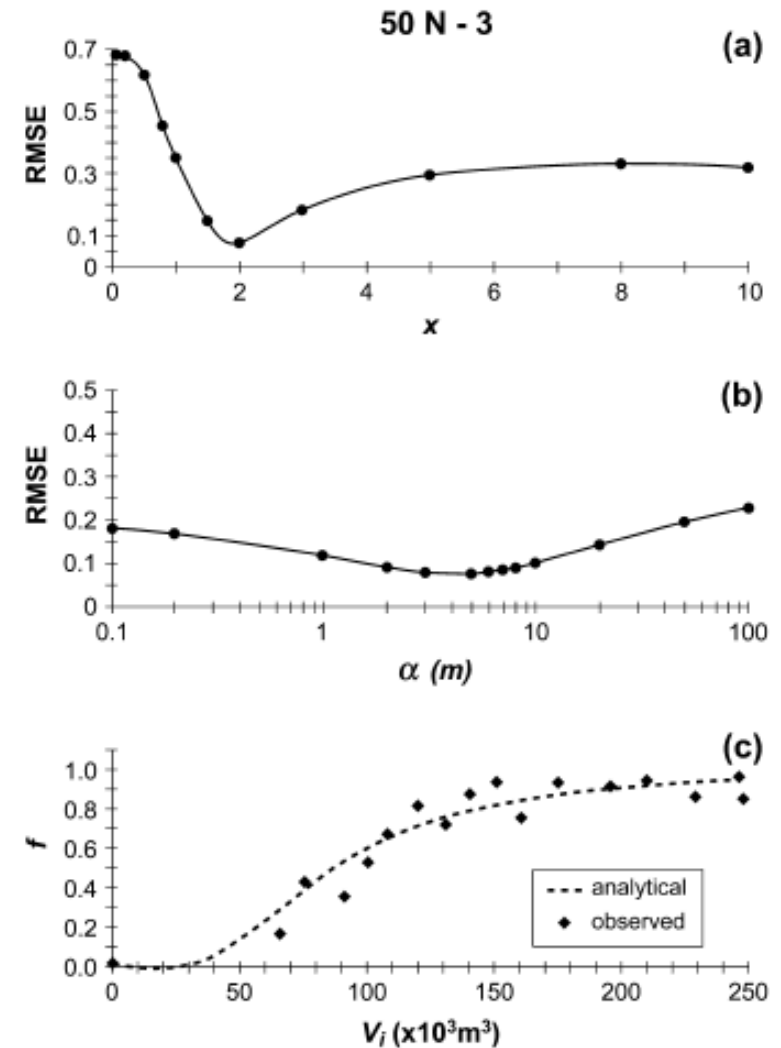 50 N - 3
(a)
RMSE
0.7
0.5
0.3
0.1
0
0 2 4 6 8 10
x
(b)
RMSE
0.5
0.4
0.3
0.2
0.1
0
0.1 1 10 100
α (m)
(c)
f
1.0
0.8
0.6
0.4
0.2
0.0
analytical
observed
0 50 100 150 200 250
Vᵢ (x10³m³)